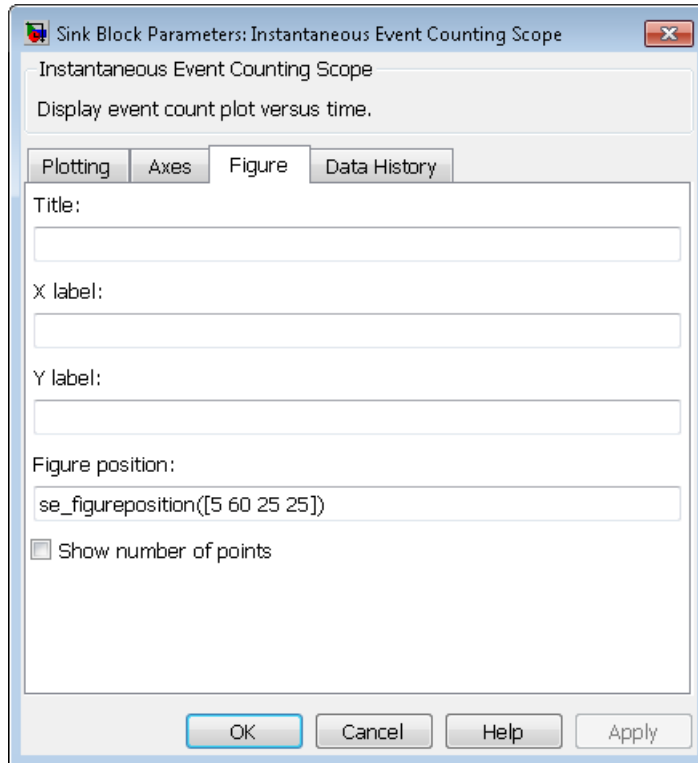 Sink Block Parameters: Instantaneous Event Counting Scope
Instantaneous Event Counting Scope
Display event count plot versus time.
Plotting Axes Figure Data History
Title:
X label:
Y label:
Figure position:
se_figureposition([5 60 25 25])
Show number of points
OK Cancel Help Apply